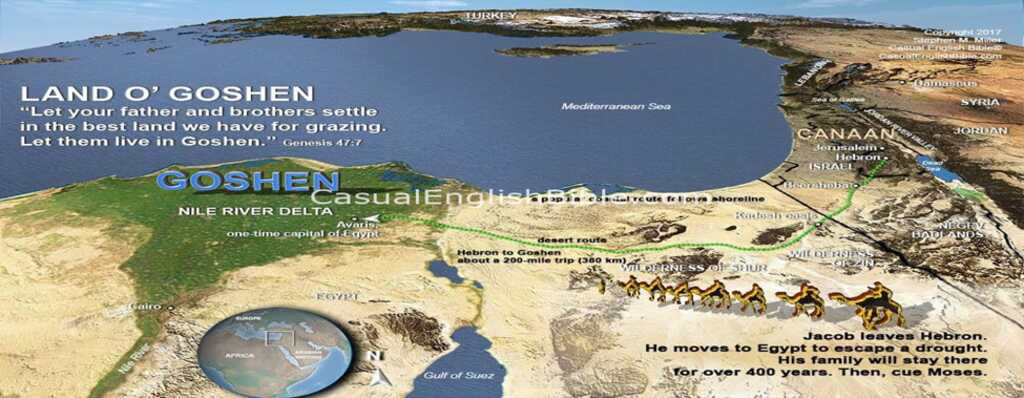 TURKEY
Copyright 2017
Stephen M. Miller
Casual English Bible®
CasualEnglishBible.com
LEBANON
Damascus
SYRIA
LAND O' GOSHEN
"Let your father and brothers settle
in the best land we have for grazing.
Let them live in Goshen." Genesis 47:7
Mediterranean Sea
Sea of Galilee
JORDAN RIVER VALLEY
JORDAN
CANAAN
Jerusalem
Hebron
ISRAEL
Dead
Sea
Beersheba
GOSHEN
a popular coastal route follows shoreline
NILE RIVER DELTA
Avaris,
one-time capital of Egypt
Kadesh oasis
NEGEV
BADLANDS
desert route
Hebron to Goshen
about a 200-mile trip (380 km)
WILDERNESS OF SHUR
WILDERNESS
OF ZIN
EGYPT
Cairo
Nile River
EUROPE
AFRICA
N
Gulf of Suez
Jacob leaves Hebron.
He moves to Egypt to escape a drought.
His family will stay there
for over 400 years. Then, cue Moses.